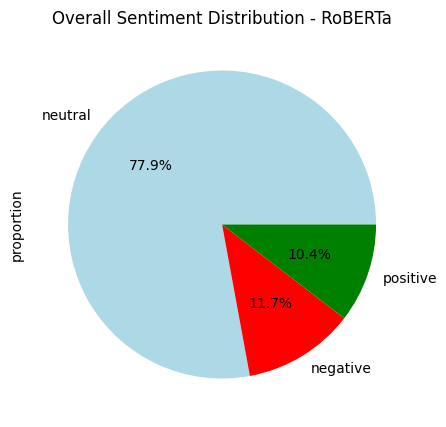 Overall Sentiment Distribution - RoBERTa
neutral
77.9%
proportion
10.4%
positive
11.7%
negative